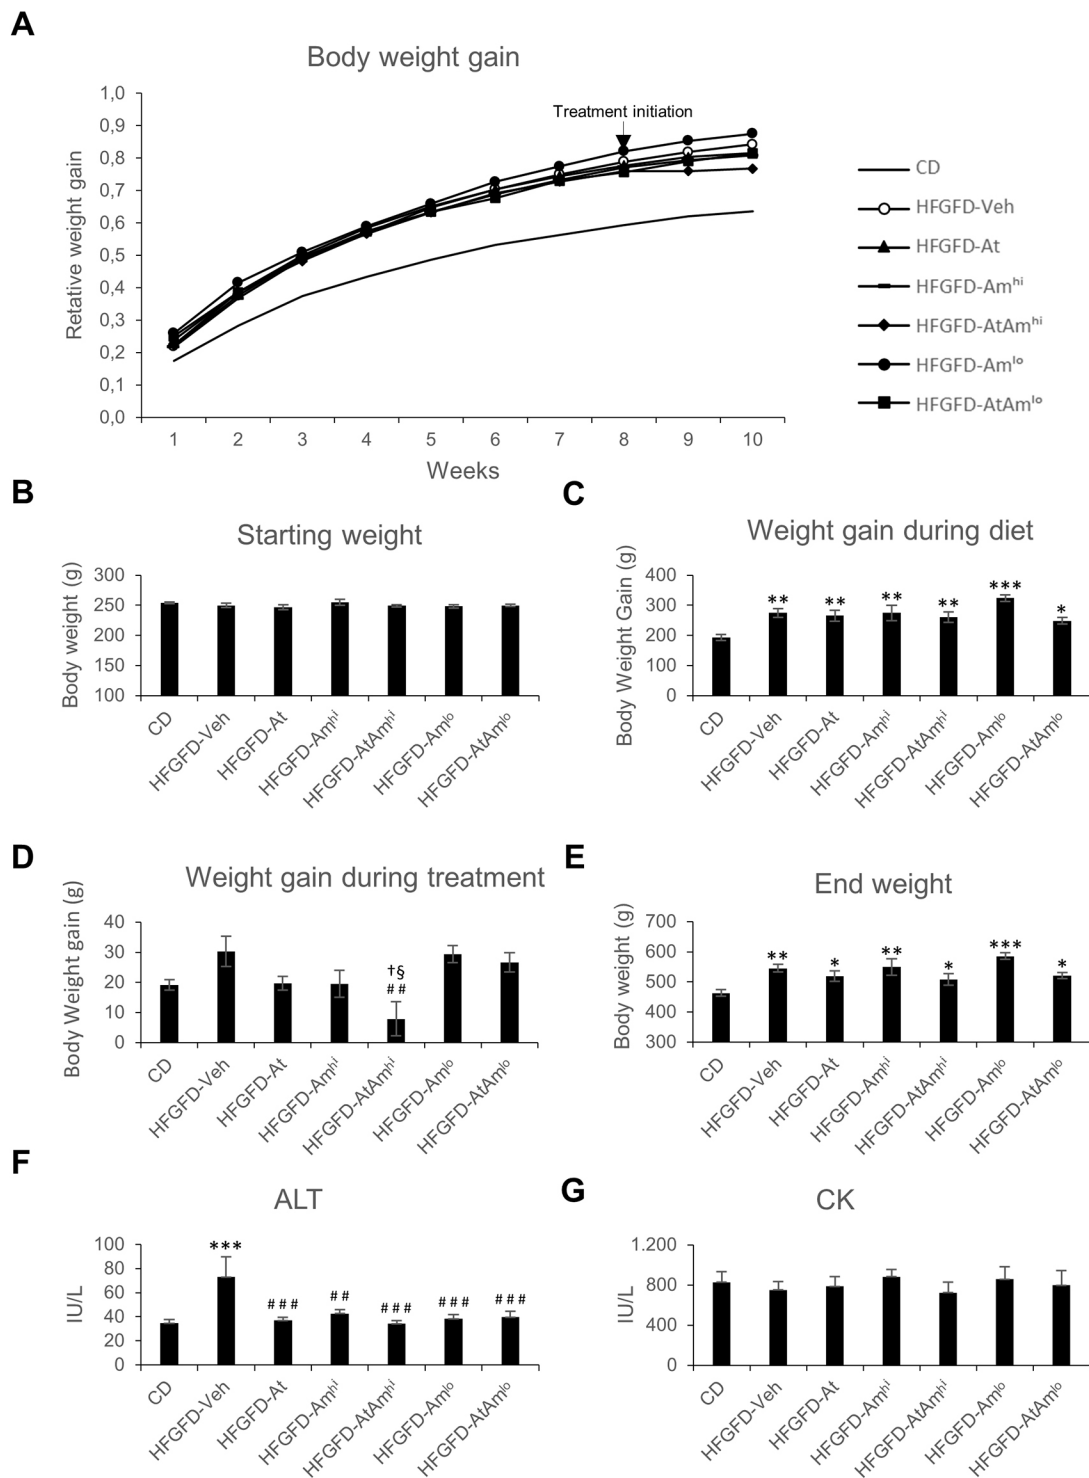 A
Body weight gain
Treatment initiation
1,0
0,9
0,8
0,7
0,6
0,5
0,4
0,3
0,2
0,1
0,0
Retative weight gain
1 2 3 4 5 6 7 8 9 10
Weeks
CD
HFGFD-Veh
HFGFD-At
HFGFD-Amʰⁱ
HFGFD-AtAmʰⁱ
HFGFD-Amˡᵒ
HFGFD-AtAmˡᵒ
B
Starting weight
Body weight (g)
300
250
200
150
100
CD HFGFD-Veh HFGFD-At HFGFD-Amʰⁱ HFGFD-AtAmʰⁱ HFGFD-Amˡᵒ HFGFD-AtAmˡᵒ
C
Weight gain during diet
Body Weight Gain (g)
400
300
200
100
0
** ** ** ** *** *
CD HFGFD-Veh HFGFD-At HFGFD-Amʰⁱ HFGFD-AtAmʰⁱ HFGFD-Amˡᵒ HFGFD-AtAmˡᵒ
D
Weight gain during treatment
Body Weight gain (g)
40
30
20
10
0
†§
##
CD HFGFD-Veh HFGFD-At HFGFD-Amʰⁱ HFGFD-AtAmʰⁱ HFGFD-Amˡᵒ HFGFD-AtAmˡᵒ
E
End weight
Body weight (g)
700
600
500
400
300
** * ** * *** *
CD HFGFD-Veh HFGFD-At HFGFD-Amʰⁱ HFGFD-AtAmʰⁱ HFGFD-Amˡᵒ HFGFD-AtAmˡᵒ
F
ALT
IU/L
100
80
60
40
20
0
*** ### ## ### ### ###
CD HFGFD-Veh HFGFD-At HFGFD-Amʰⁱ HFGFD-AtAmʰⁱ HFGFD-Amˡᵒ HFGFD-AtAmˡᵒ
G
CK
IU/L
1.200
800
400
0
CD HFGFD-Veh HFGFD-At HFGFD-Amʰⁱ HFGFD-AtAmʰⁱ HFGFD-Amˡᵒ HFGFD-AtAmˡᵒ